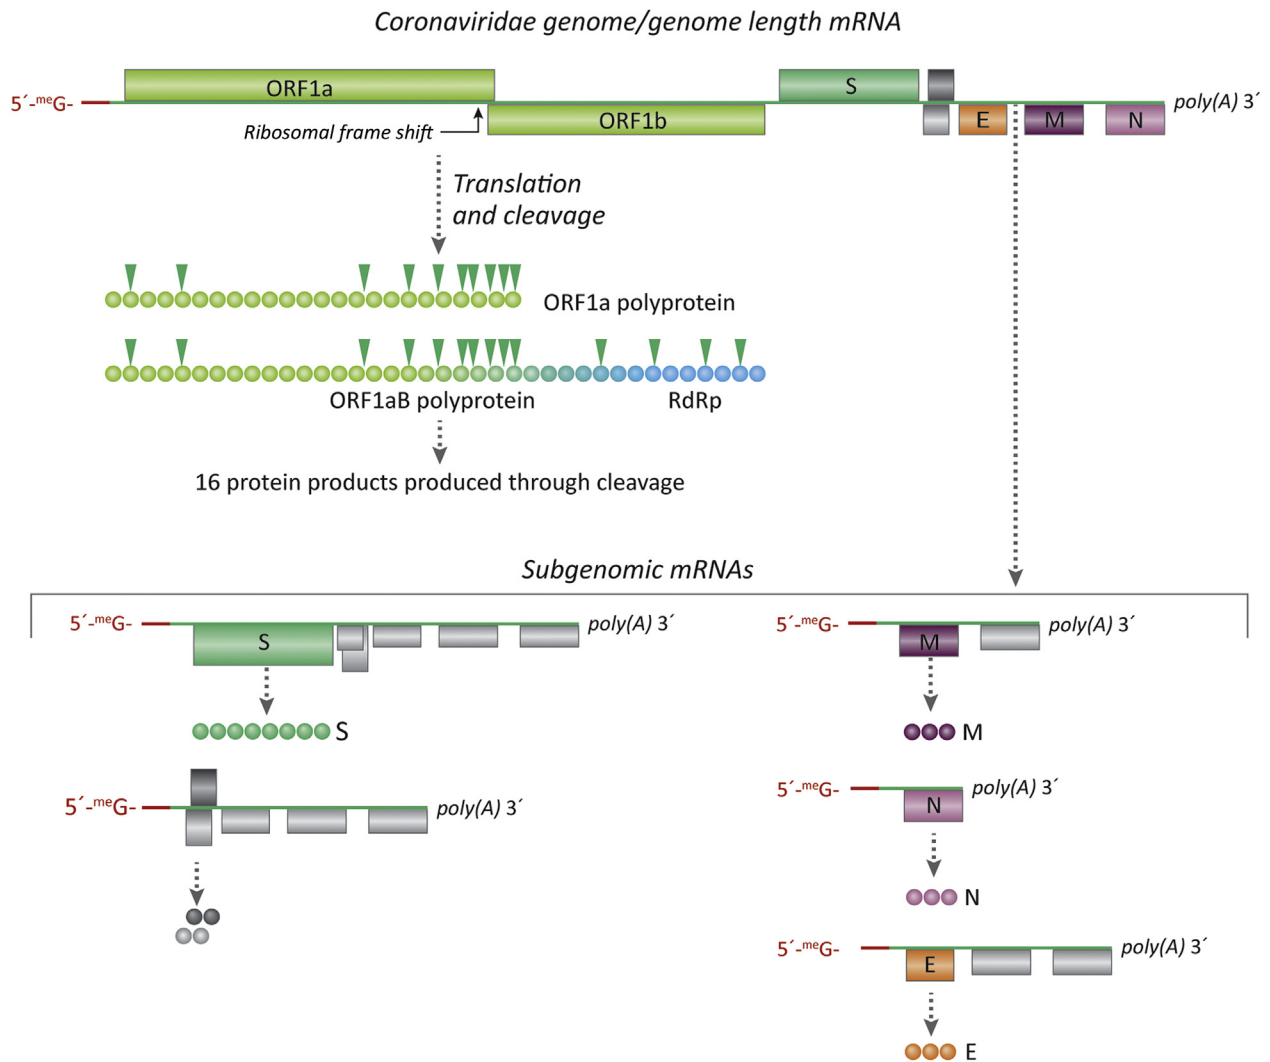 Coronaviridae genome/genome length mRNA
5´-meG-
ORF1a
S
poly(A) 3´
Ribosomal frame shift
ORF1b
E
M
N
Translation
and cleavage
ORF1a polyprotein
ORF1aB polyprotein
RdRp
16 protein products produced through cleavage
Subgenomic mRNAs
5´-meG-
S
poly(A) 3´
S
5´-meG-
poly(A) 3´
5´-meG-
M
poly(A) 3´
M
5´-meG-
N
poly(A) 3´
N
5´-meG-
E
poly(A) 3´
E